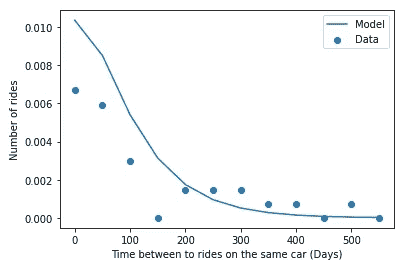 0.010
0.008
0.006
0.004
0.002
0.000
Number of rides
Model
Data
0 100 200 300 400 500
Time between to rides on the same car (Days)